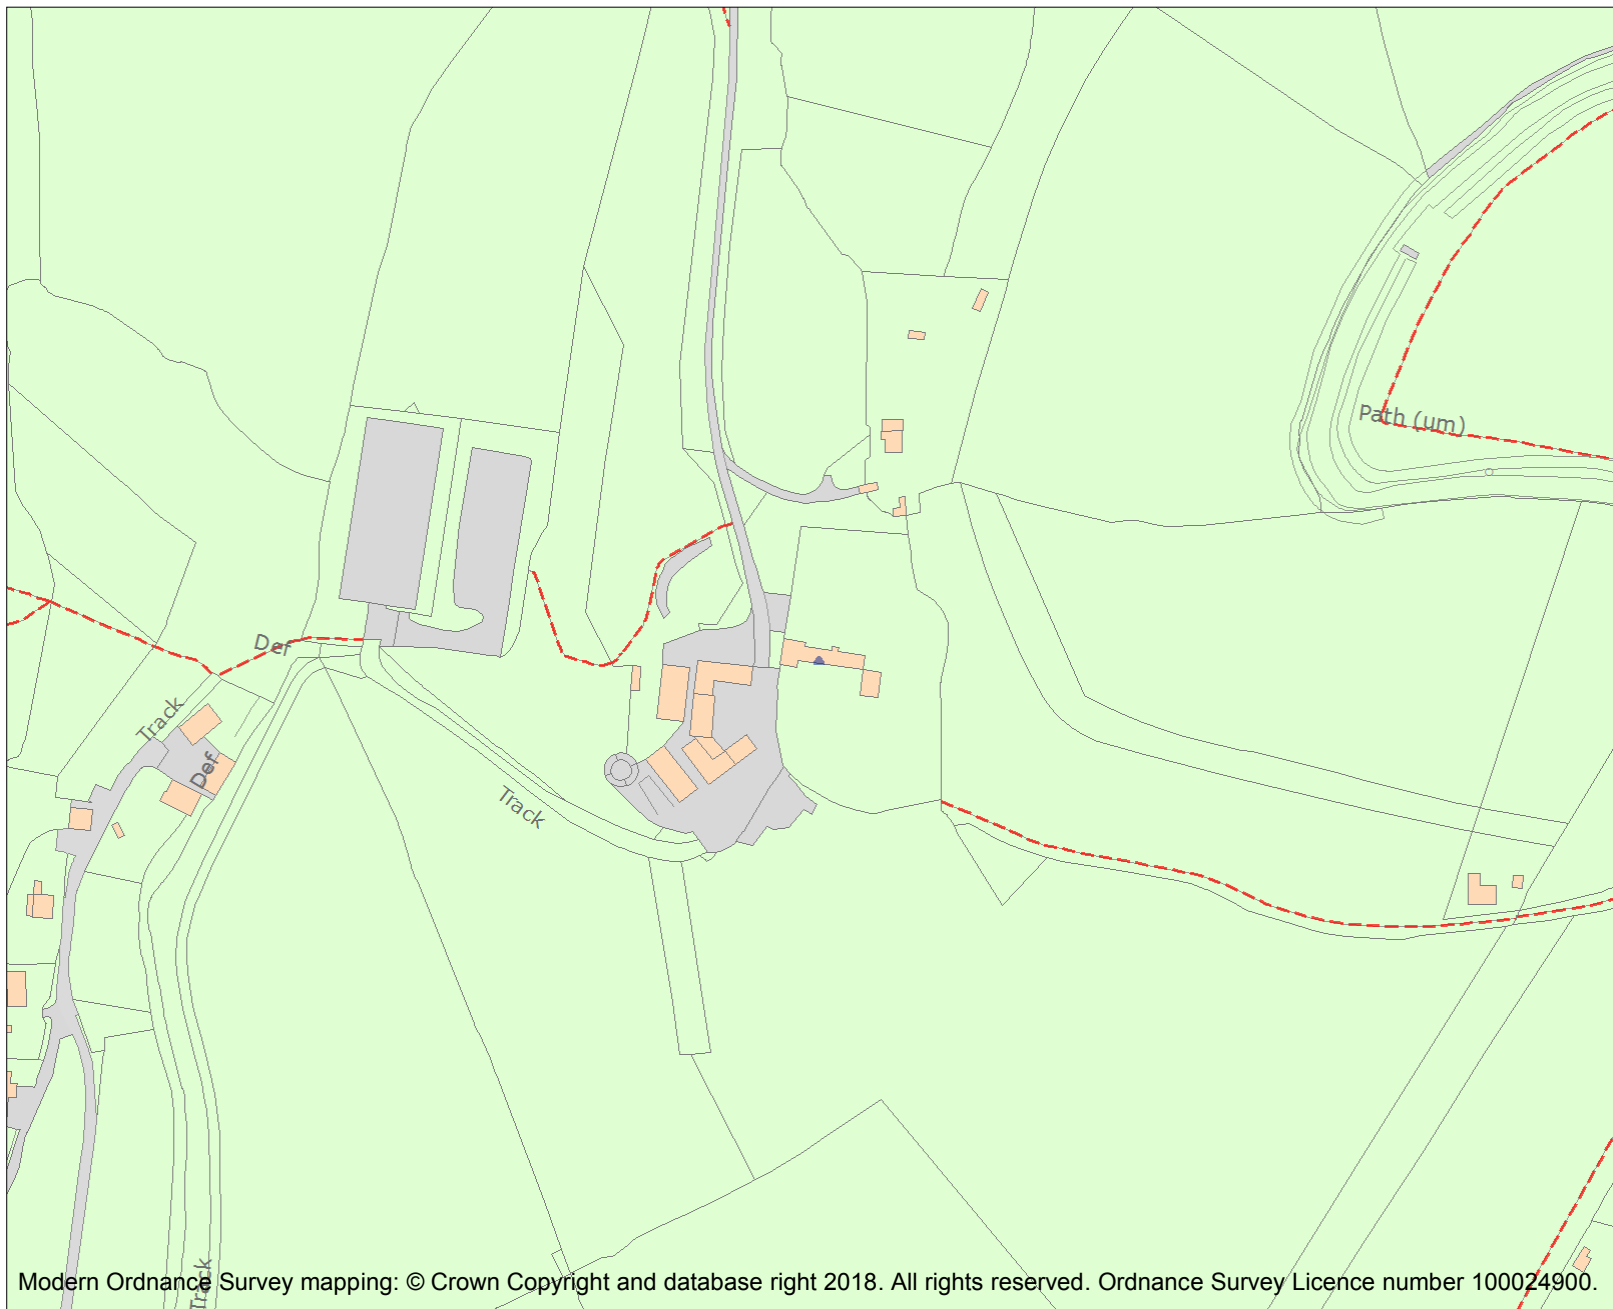 Path (um)
Def
Track
Def
Track
Track
Modern Ordnance Survey mapping: © Crown Copyright and database right 2018. All rights reserved. Ordnance Survey Licence number 100024900.